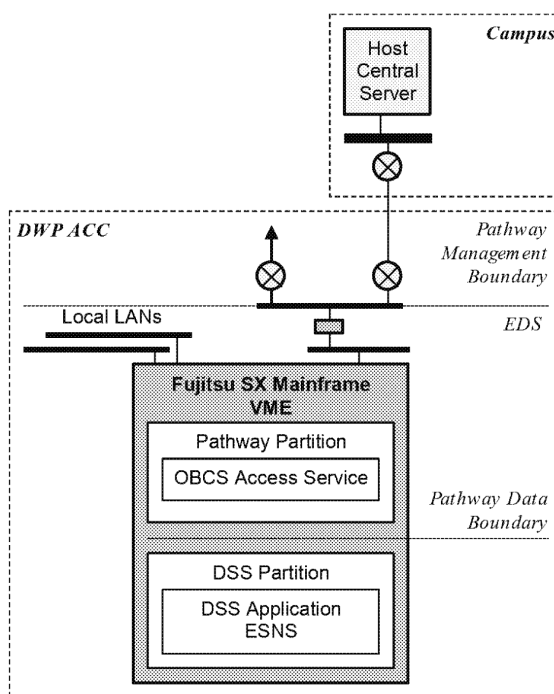 Campus
Host
Central
Server
DWP ACC
Pathway
Management
Boundary
Local LANs
EDS
Fujitsu SX Mainframe
VME
Pathway Partition
OBCS Access Service
Pathway Data
Boundary
DSS Partition
DSS Application
ESNS